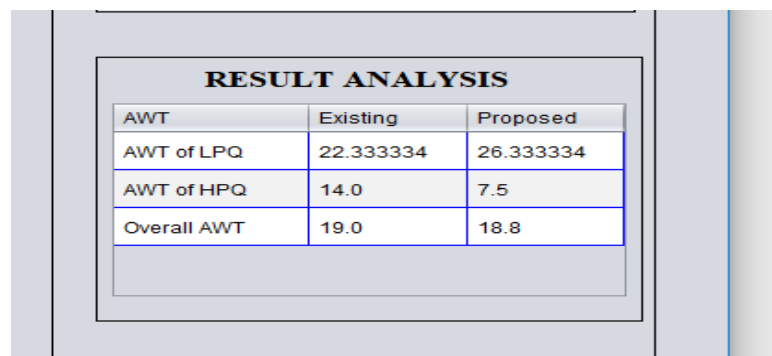 RESULT ANALYSIS
AWT Existing Proposed
AWT of LPQ 22.333334 26.333334
AWT of HPQ 14.0 7.5
Overall AWT 19.0 18.8